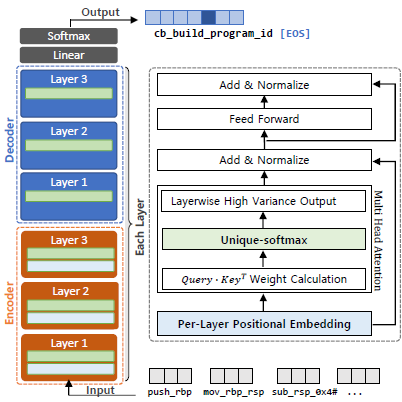 Output
cb_build_program_id [EOS]
Softmax
Linear
Decoder
Layer 3
Layer 2
Layer 1
Encoder
Layer 3
Layer 2
Layer 1
Input
Each Layer
Add & Normalize
Feed Forward
Add & Normalize
Layerwise High Variance Output
Unique-softmax
Query · Key^T Weight Calculation
Multi Head Attention
Per-Layer Positional Embedding
push_rbp mov_rbp_rsp sub_rsp_0x4# ...